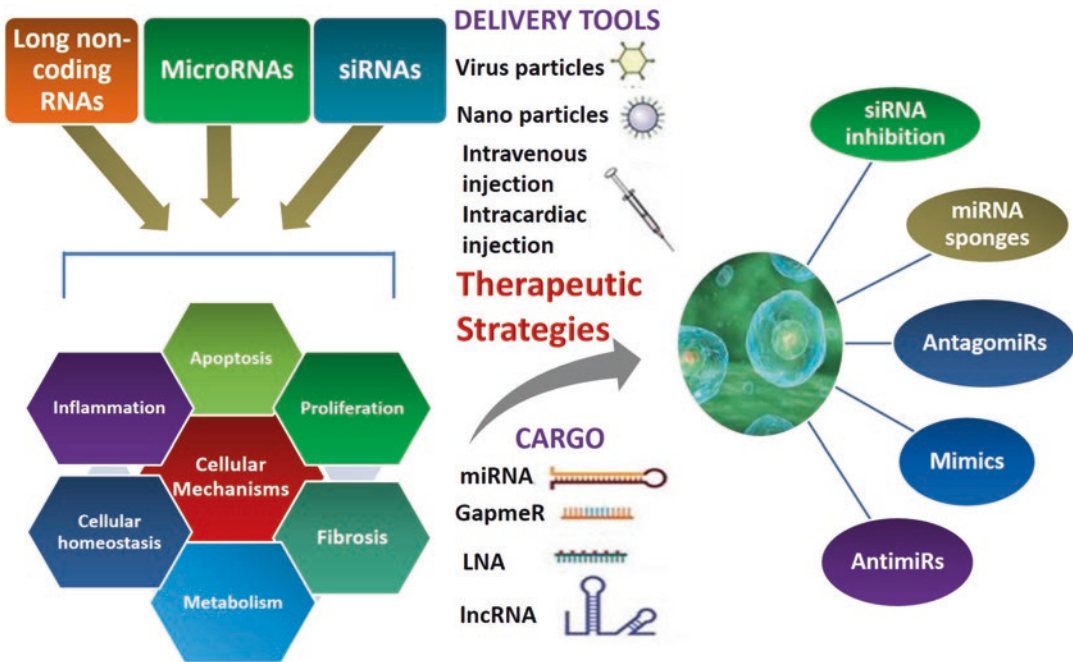 Long non-
coding
RNAs
MicroRNAs
siRNAs
Apoptosis
Inflammation
Proliferation
Cellular
Mechanisms
Cellular
homeostasis
Fibrosis
Metabolism
DELIVERY TOOLS
Virus particles
Nano particles
Intravenous
injection
Intracardiac
injection
Therapeutic
Strategies
CARGO
miRNA
GapmeR
LNA
lncRNA
siRNA
inhibition
miRNA
sponges
AntagomiRs
Mimics
AntimiRs